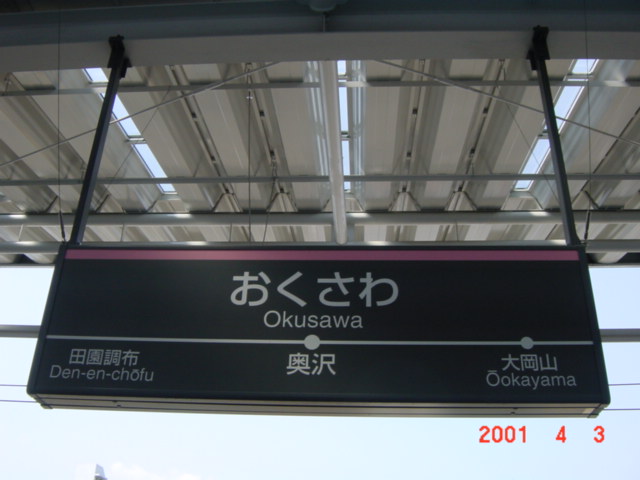 おくさわ
Okusawa
田園調布
Den-en-chōfu
奥沢
大岡山
Ōokayama
2001 4 3